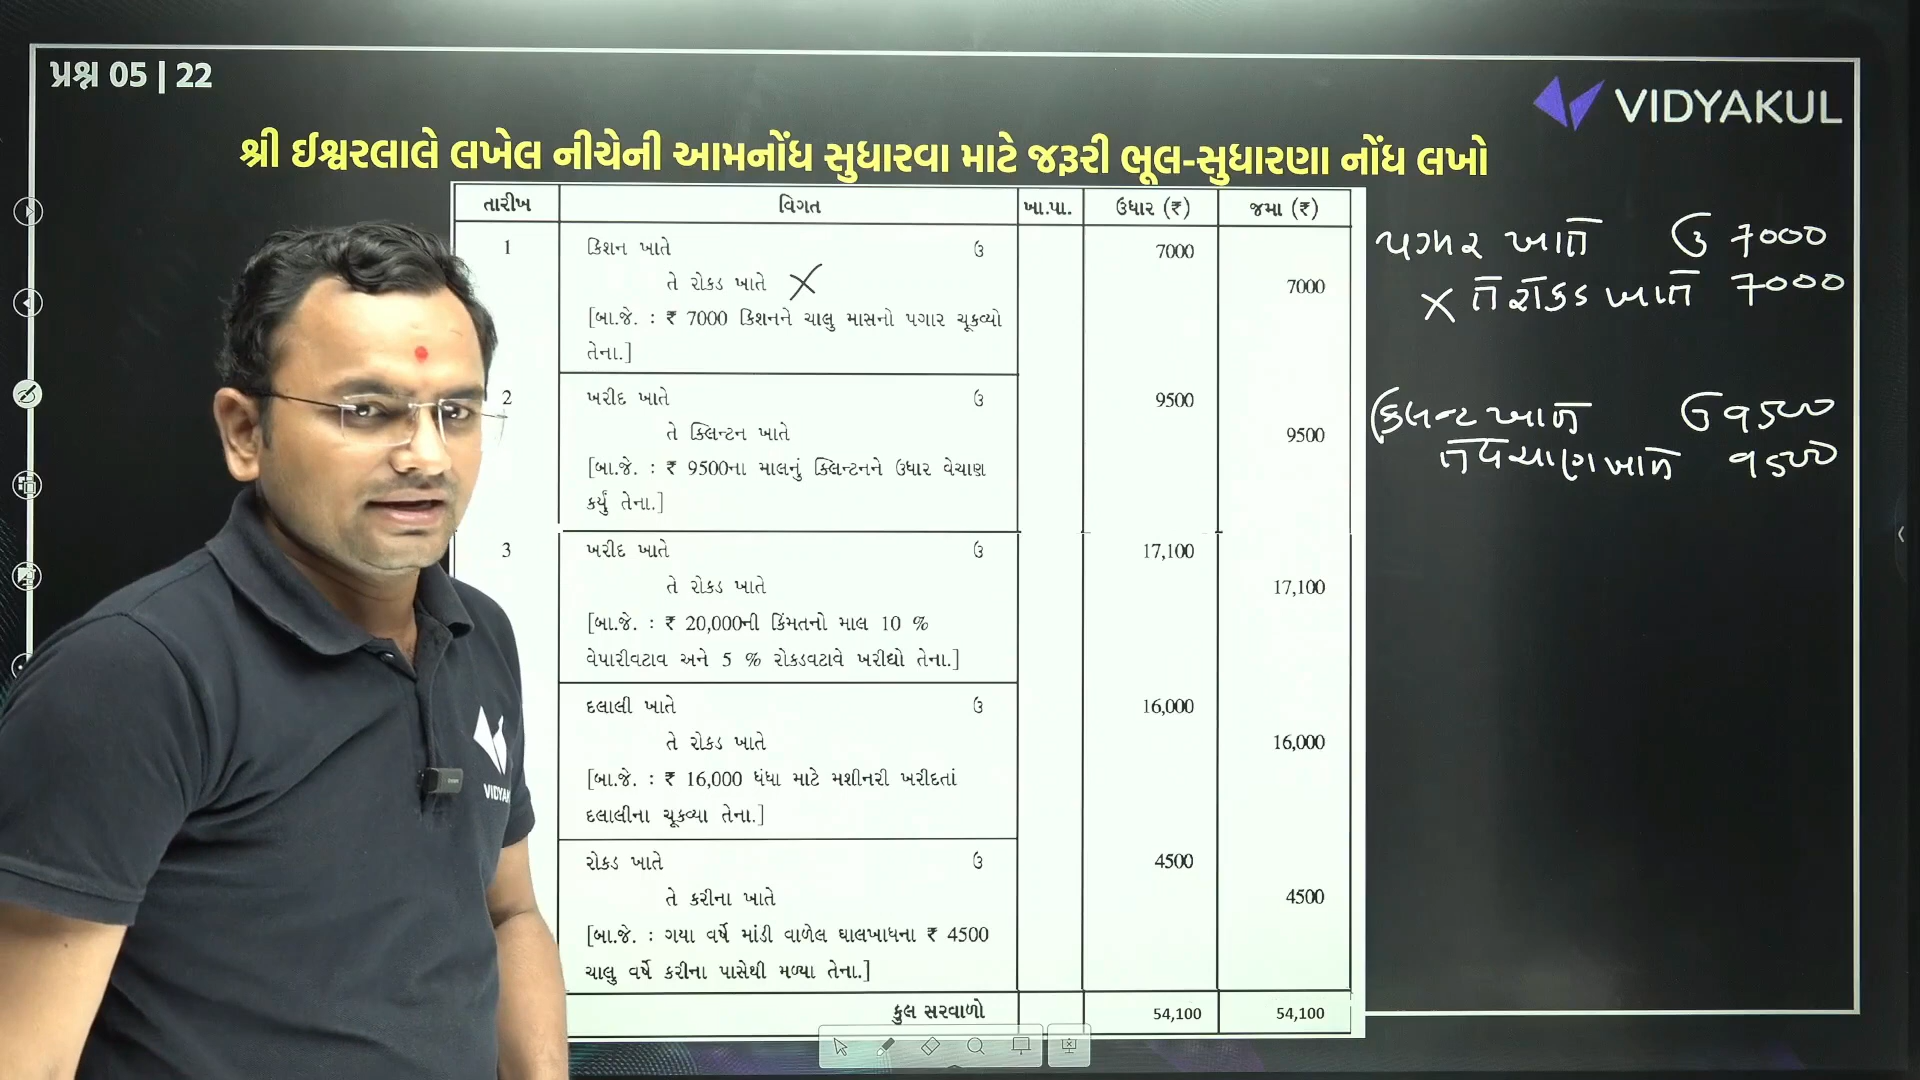 પ્રશ્ન 05 | 22
VIDYAKUL
શ્રી ઈશ્વરલાલે લખેલ નીચેની આમનોંધ સુધારવા માટે જરૂરી ભૂલ-સુધારણા નોંધ લખો
તારીખ વિગત ખા.પા. ઉધાર (₹) જમા (₹)
1 કિશન ખાતે ઉ 7000
તે રોકડ ખાતે X 7000
[બા.જે. : ₹ 7000 કિશનને ચાલુ માસનો પગાર ચૂકવ્યો
તેના.]
2 ખરીદ ખાતે ઉ 9500
તે ક્લિન્ટન ખાતે 9500
[બા.જે. : ₹ 9500ના માલનું ક્લિન્ટનને ઉધાર વેચાણ
કર્યું તેના.]
3 ખરીદ ખાતે ઉ 17,100
તે રોકડ ખાતે 17,100
[બા.જે. : ₹ 20,000ની કિંમતનો માલ 10 %
વેપારીવટાવ અને 5 % રોકડવટાવે ખરીદ્યો તેના.]
દલાલી ખાતે ઉ 16,000
તે રોકડ ખાતે 16,000
[બા.જે. : ₹ 16,000 ધંધા માટે મશીનરી ખરીદતાં
દલાલીના ચૂકવ્યા તેના.]
રોકડ ખાતે ઉ 4500
તે કરીના ખાતે 4500
[બા.જે. : ગયા વર્ષે માંડી વાળેલ ઘાલખાધના ₹ 4500
ચાલુ વર્ષે કરીના પાસેથી મળ્યા તેના.]
કુલ સરવાળો 54,100 54,100
પગાર ખાતે ઉ 7000
X તે રોકડ ખાતે 7000
ખાતે ઉ ૧500
તે વેચાણ ખાતે ૧500